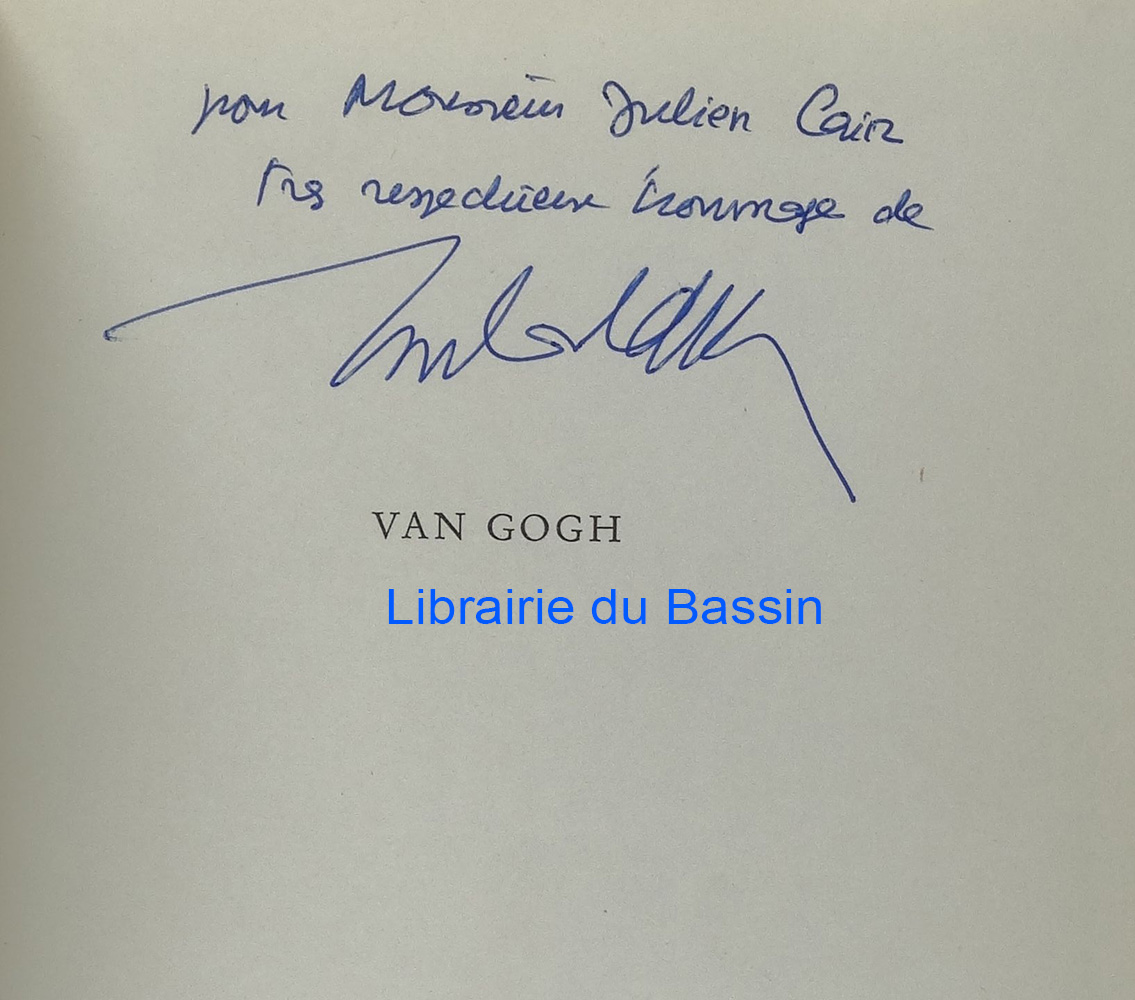 pour Monsieur Julien Cain
très respectueux hommage de
VAN GOGH
Librairie du Bassin